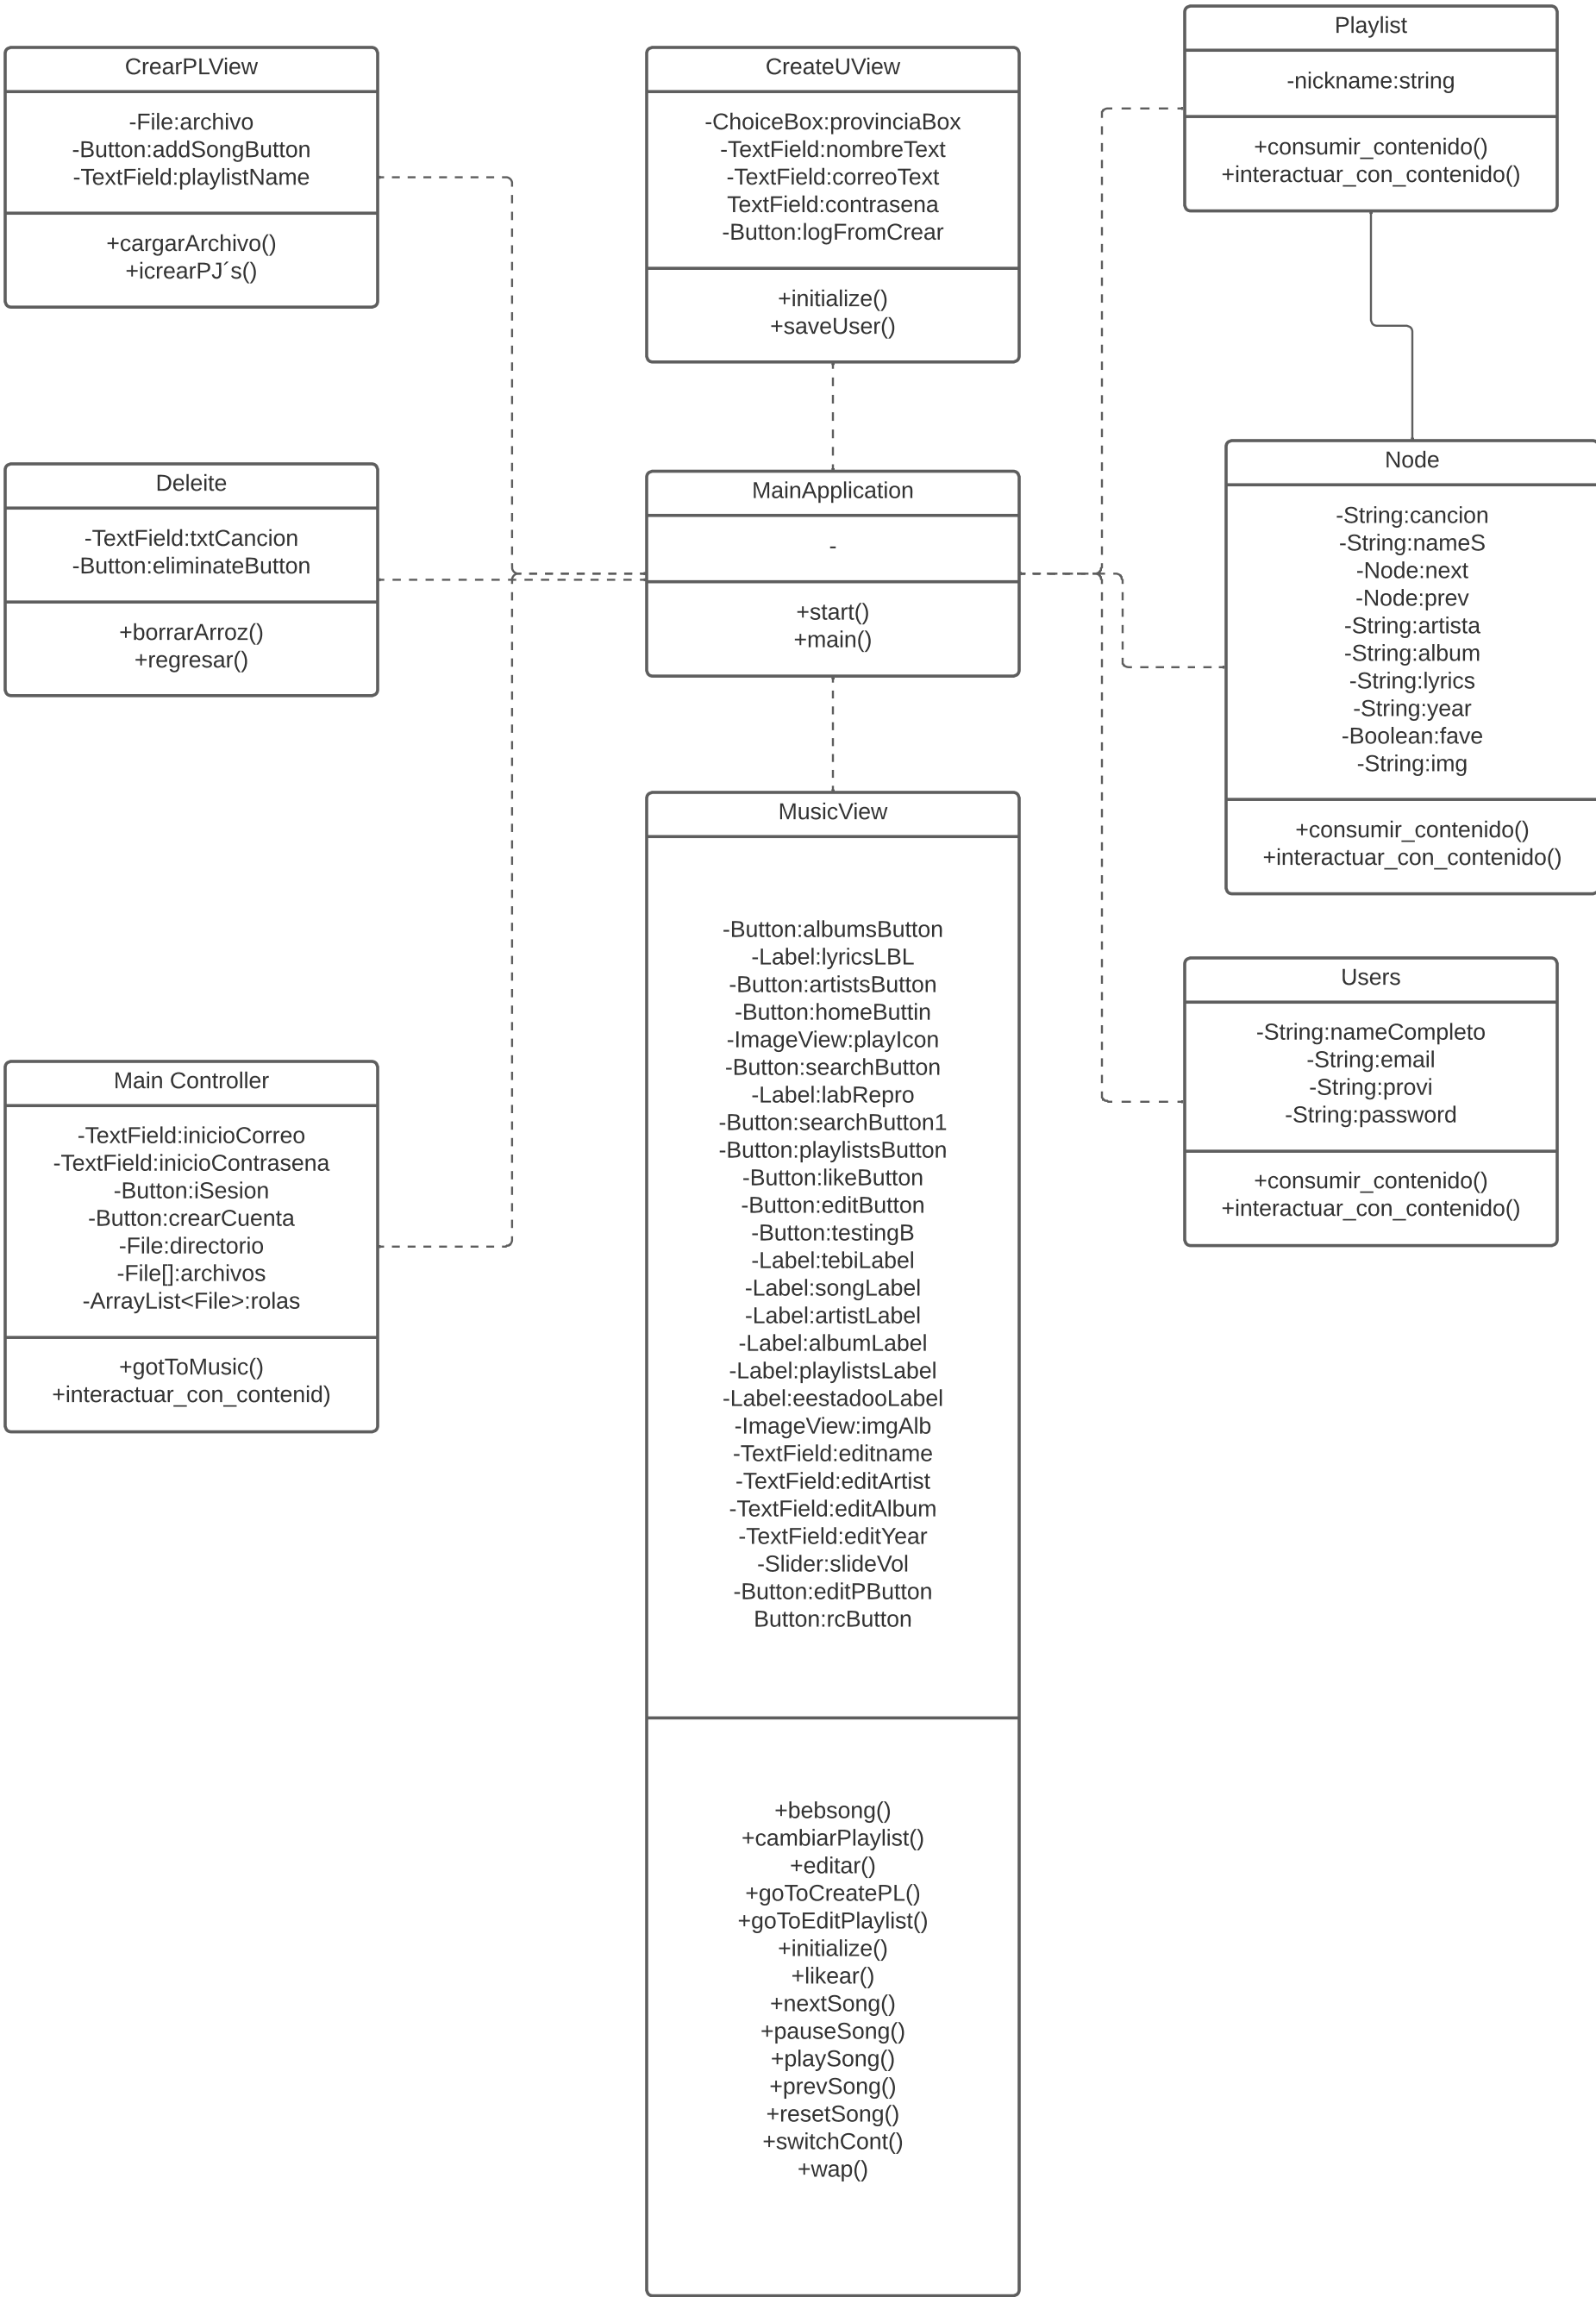 CrearPLView
-File:archivo
-Button:addSongButton
-TextField:playlistName
+cargarArchivo()
+icrearPJ´s()
Deleite
-TextField:txtCancion
-Button:eliminateButton
+borrarArroz()
+regresar()
Main Controller
-TextField:inicioCorreo
-TextField:inicioContrasena
-Button:iSesion
-Button:crearCuenta
-File:directorio
-File[]:archivos
-ArrayList<File>:rolas
+gotToMusic()
+interactuar_con_contenid)
CreateUView
-ChoiceBox:provinciaBox
-TextField:nombreText
-TextField:correoText
TextField:contrasena
-Button:logFromCrear
+initialize()
+saveUser()
MainApplication
-
+start()
+main()
MusicView
-Button:albumsButton
-Label:lyricsLBL
-Button:artistsButton
-Button:homeButtin
-ImageView:playIcon
-Button:searchButton
-Label:labRepro
-Button:searchButton1
-Button:playlistsButton
-Button:likeButton
-Button:editButton
-Button:testingB
-Label:tebiLabel
-Label:songLabel
-Label:artistLabel
-Label:albumLabel
-Label:playlistsLabel
-Label:eestadooLabel
-ImageView:imgAlb
-TextField:editname
-TextField:editArtist
-TextField:editAlbum
-TextField:editYear
-Slider:slideVol
-Button:editPButton
Button:rcButton
+bebsong()
+cambiarPlaylist()
+editar()
+goToCreatePL()
+goToEditPlaylist()
+initialize()
+likear()
+nextSong()
+pauseSong()
+playSong()
+prevSong()
+resetSong()
+switchCont()
+wap()
Playlist
-nickname:string
+consumir_contenido()
+interactuar_con_contenido()
Node
-String:cancion
-String:nameS
-Node:next
-Node:prev
-String:artista
-String:album
-String:lyrics
-String:year
-Boolean:fave
-String:img
+consumir_contenido()
+interactuar_con_contenido()
Users
-String:nameCompleto
-String:email
-String:provi
-String:password
+consumir_contenido()
+interactuar_con_contenido()